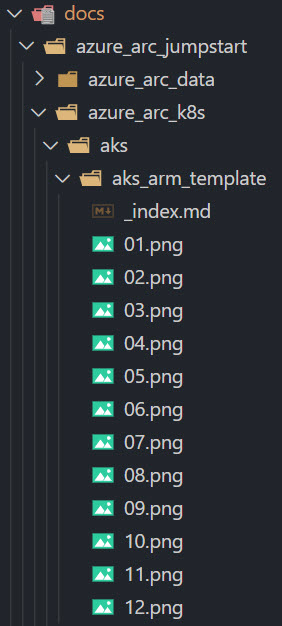 docs
azure_arc_jumpstart
azure_arc_data
azure_arc_k8s
aks
aks_arm_template
_index.md
01.png
02.png
03.png
04.png
05.png
06.png
07.png
08.png
09.png
10.png
11.png
12.png